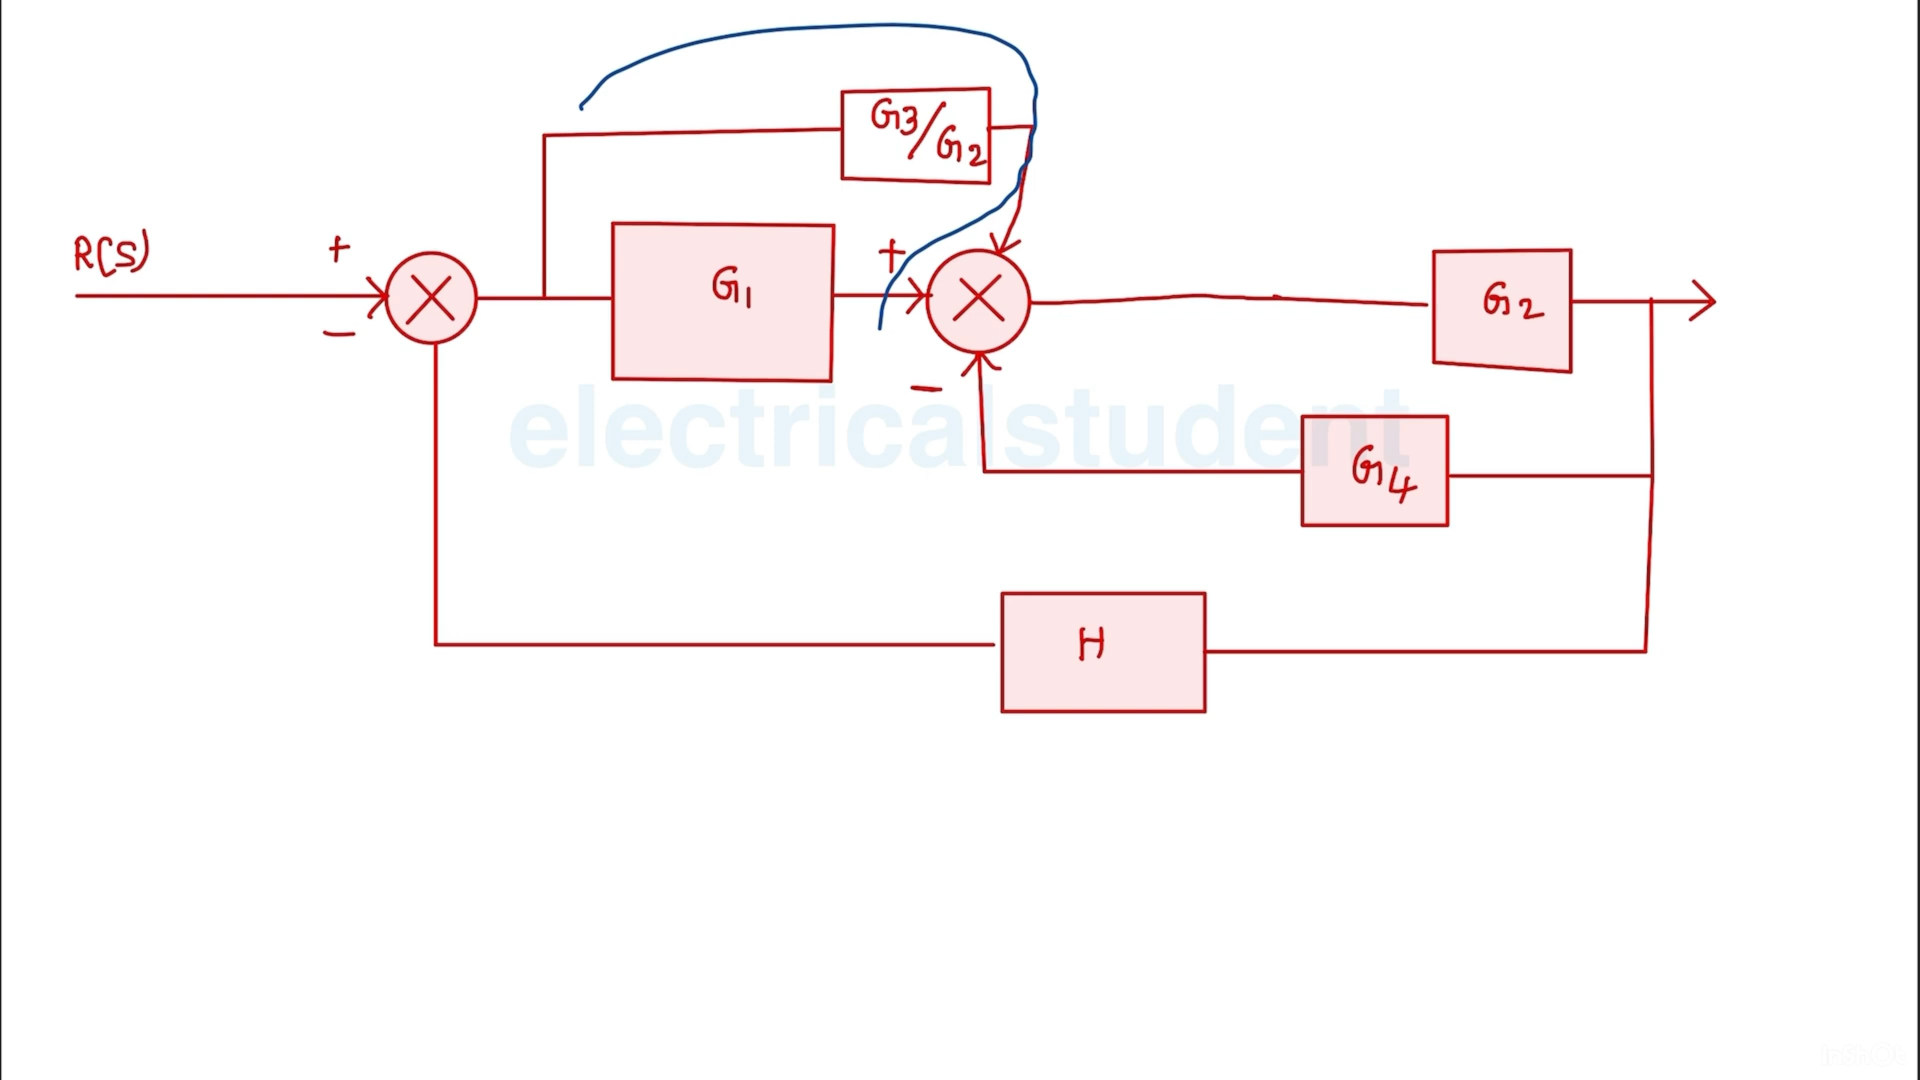 G3/G2
R(S)
+
-
G1
+
-
G2
G4
H
electricalstudent